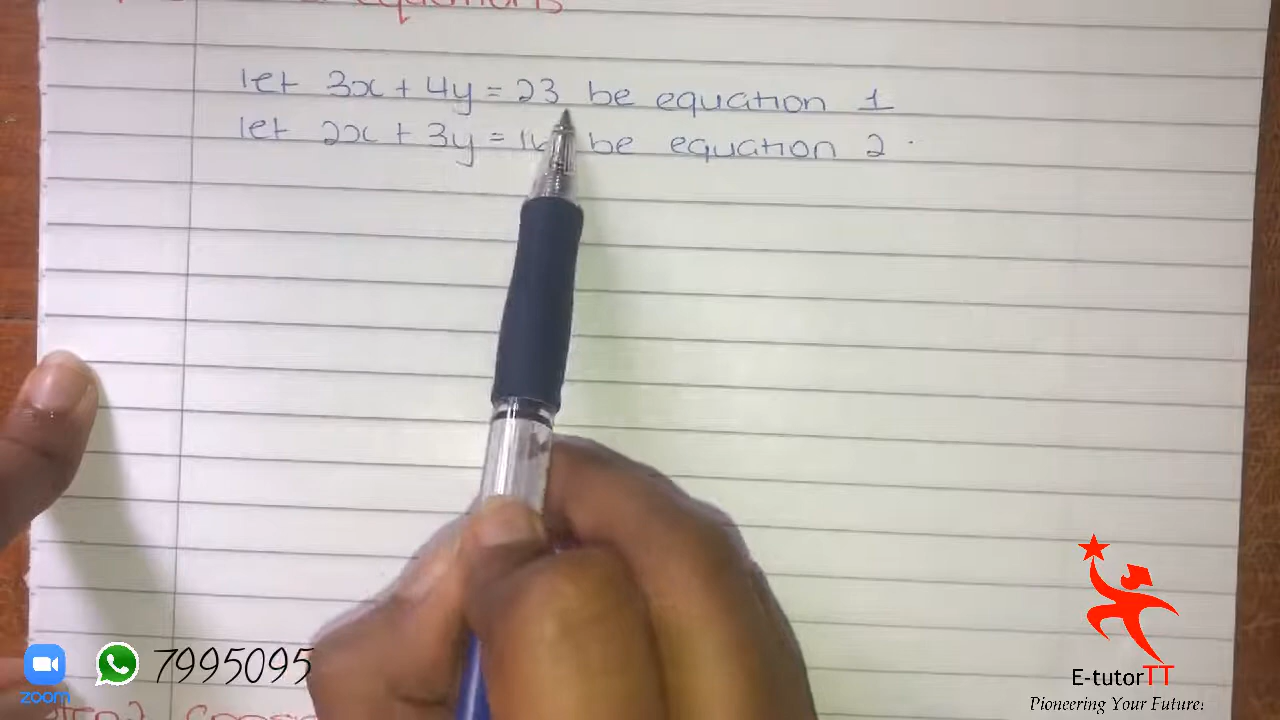 equations
let 3x + 4y = 23 be equation 1
let 2x + 3y = be equation 2.
zoom
7995095
E-tutorTT
Pioneering Your Future!